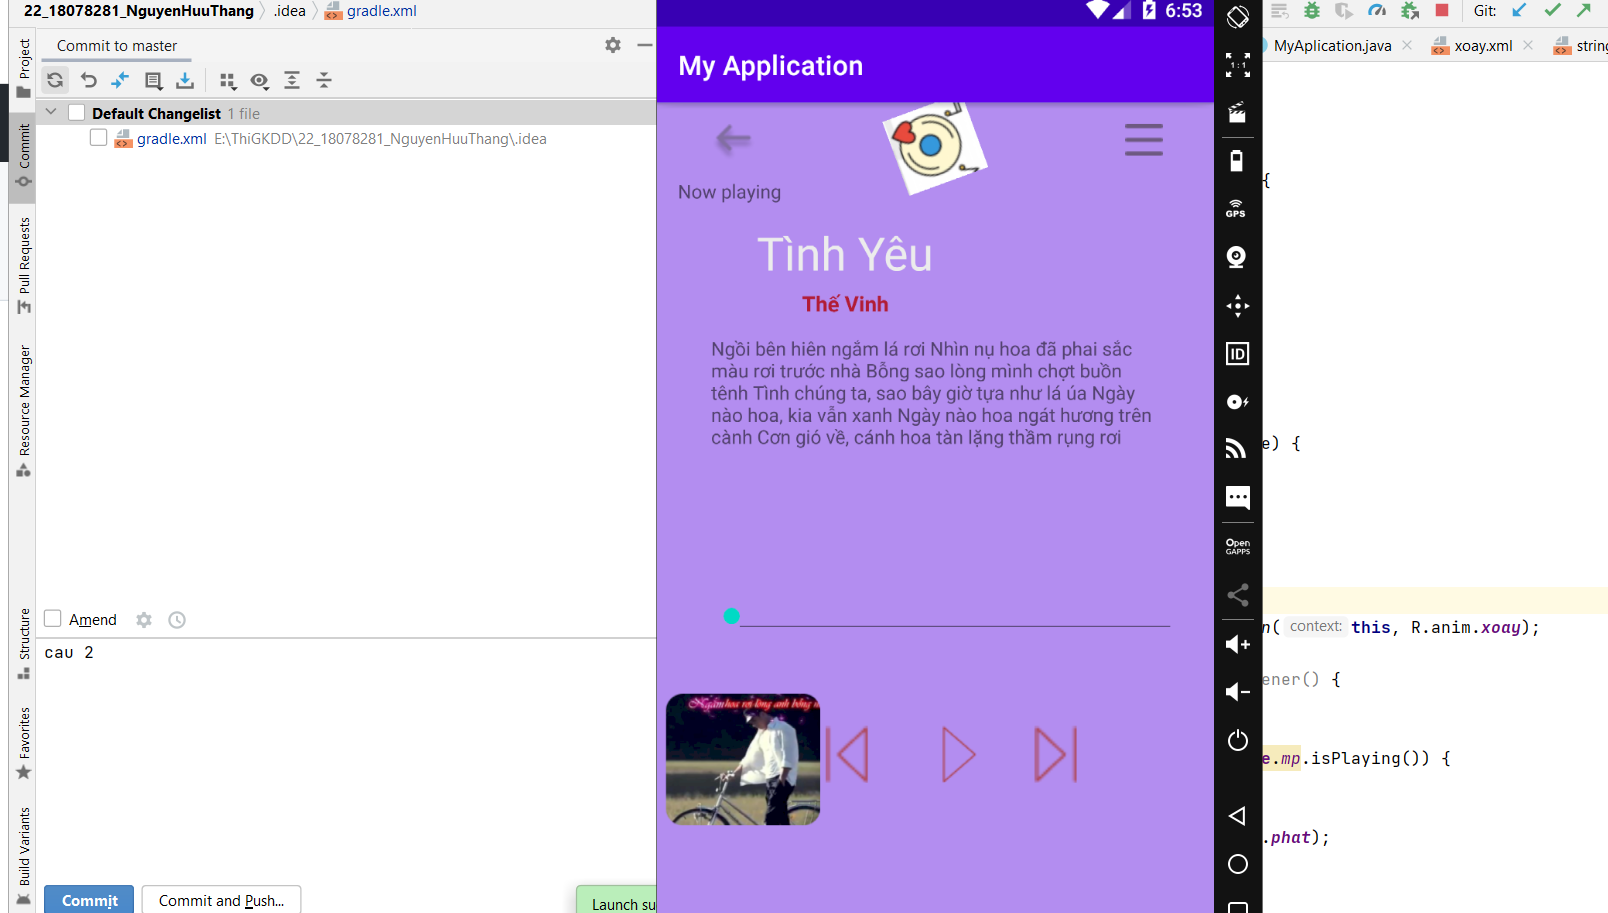 22_18078281_NguyenHuuThang
.idea
gradle.xml
Project
Commit
Pull Requests
Resource Manager
Structure
Favorites
Build Variants
Commit to master
Default Changelist 1 file
gradle.xml E:\ThiGKDD\22_18078281_NguyenHuuThang\.idea
Amend
cau 2
Commit
Commit and Push...
Launch su
6:53
My Application
Now playing
Tình Yêu
Thế Vinh
Ngồi bên hiên ngắm lá rơi Nhìn nụ hoa đã phai sắc
màu rơi trước nhà Bỗng sao lòng mình chợt buồn
tênh Tình chúng ta, sao bây giờ tựa như lá úa Ngày
nào hoa, kia vẫn xanh Ngày nào hoa ngát hương trên
cành Cơn gió về, cánh hoa tàn lặng thầm rụng rơi
Ngắm hoa rơi lòng anh bỗng
1:1
GPS
ID
Open
GAPPS
Git:
MyAplication.java
xoay.xml
string
{
e) {
n( context: this, R.anim.xoay);
ener() {
e.mp.isPlaying()) {
.phat);